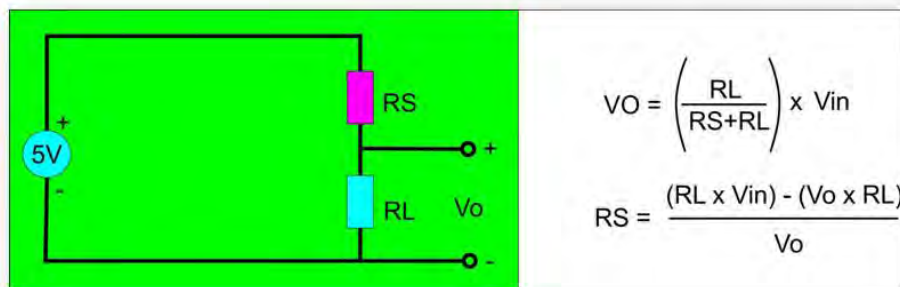 +
5V
-
RS
+
RL
Vo
-
VO = (RL / RS+RL) x Vin
RS = (RL x Vin) - (Vo x RL) / Vo